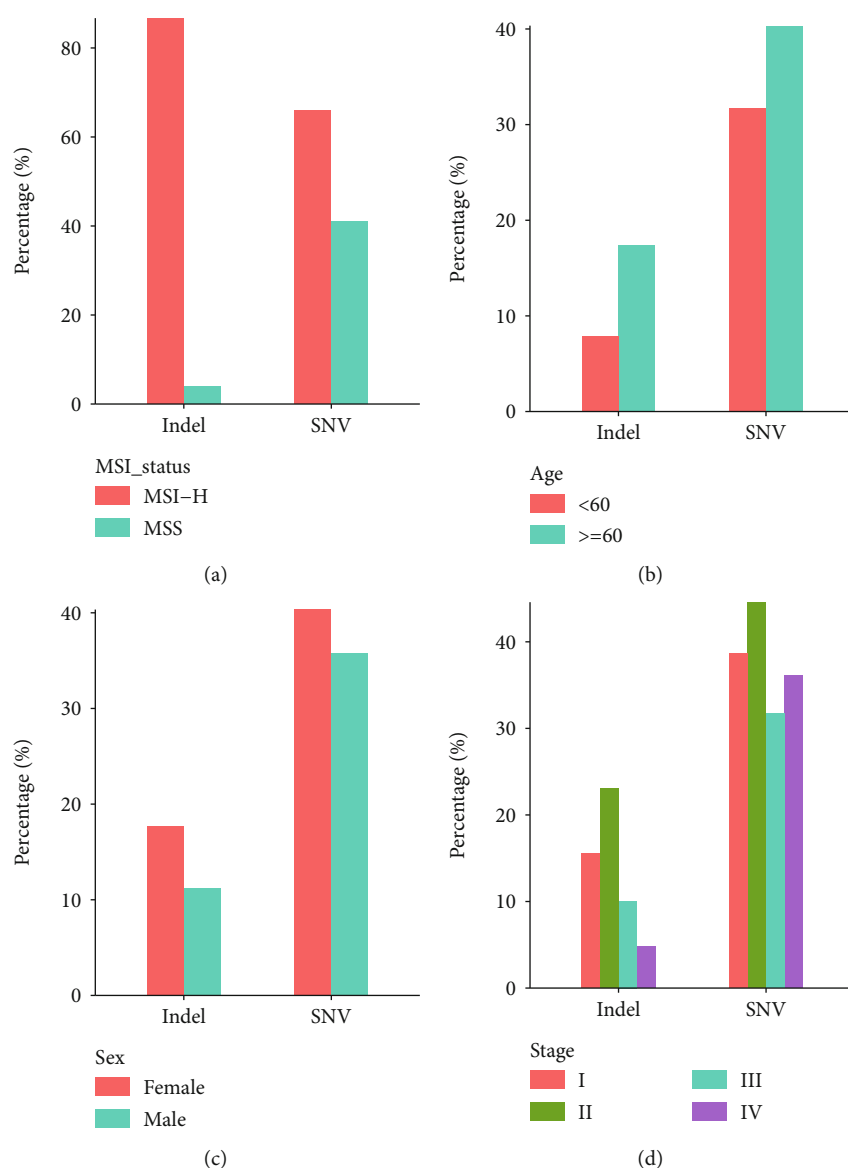 80
60
40
20
0
Percentage (%)
Indel SNV
MSI_status
MSI−H
MSS
(a)
40
30
20
10
0
Percentage (%)
Indel SNV
Age
<60
>=60
(b)
40
30
20
10
0
Percentage (%)
Indel SNV
Sex
Female
Male
(c)
40
30
20
10
0
Percentage (%)
Indel SNV
Stage
I III
II IV
(d)